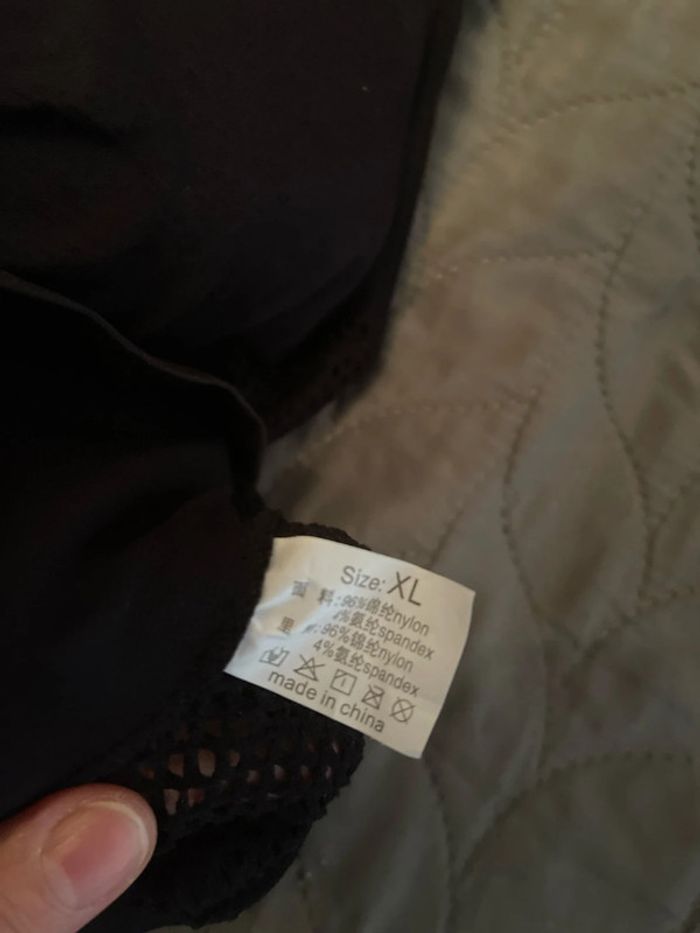 Size: XL
面 料:96%锦纶nylon
4%氨纶spandex
里 料:96%锦纶nylon
4%氨纶spandex
made in china